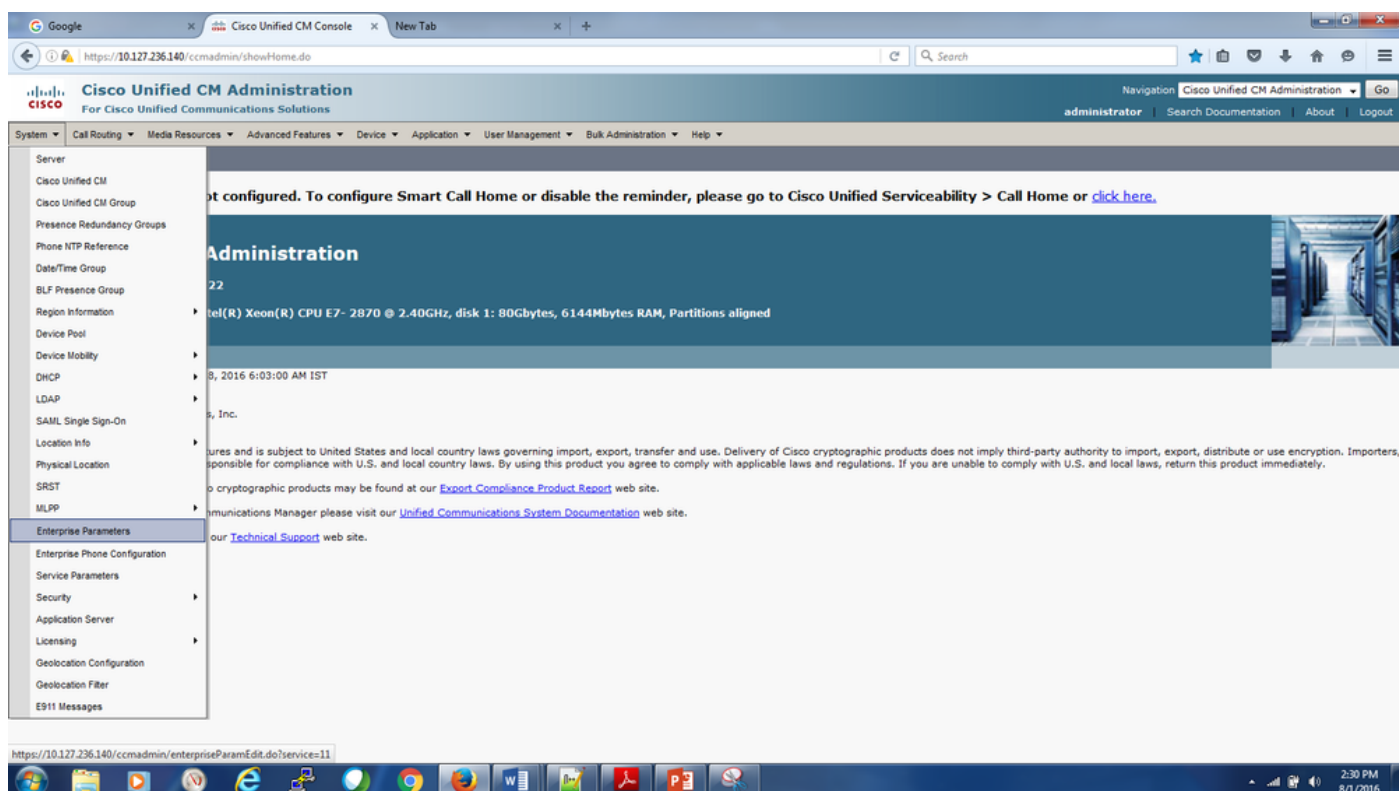 Google
Cisco Unified CM Console
New Tab
https://10.127.236.140/ccmadmin/showHome.do
Search
CISCO
Cisco Unified CM Administration
For Cisco Unified Communications Solutions
Navigation Cisco Unified CM Administration Go
administrator | Search Documentation | About | Logout
System Call Routing Media Resources Advanced Features Device Application User Management Bulk Administration Help
Server
Cisco Unified CM
Cisco Unified CM Group
Presence Redundancy Groups
Phone NTP Reference
Date/Time Group
BLF Presence Group
Region Information
Device Pool
Device Mobility
DHCP
LDAP
SAML Single Sign-On
Location Info
Physical Location
SRST
MLPP
Enterprise Parameters
Enterprise Phone Configuration
Service Parameters
Security
Application Server
Licensing
Geolocation Configuration
Geolocation Filter
E911 Messages
ot configured. To configure Smart Call Home or disable the reminder, please go to Cisco Unified Serviceability > Call Home or click here.
Administration
22
tel(R) Xeon(R) CPU E7- 2870 @ 2.40GHz, disk 1: 80Gbytes, 6144Mbytes RAM, Partitions aligned
8, 2016 6:03:00 AM IST
s, Inc.
tures and is subject to United States and local country laws governing import, export, transfer and use. Delivery of Cisco cryptographic products does not imply third-party authority to import, export, distribute or use encryption. Importers,
sponsible for compliance with U.S. and local country laws. By using this product you agree to comply with applicable laws and regulations. If you are unable to comply with U.S. and local laws, return this product immediately.
o cryptographic products may be found at our Export Compliance Product Report web site.
mmunications Manager please visit our Unified Communications System Documentation web site.
our Technical Support web site.
https://10.127.236.140/ccmadmin/enterpriseParamEdit.do?service=11
2:30 PM
8/1/2016